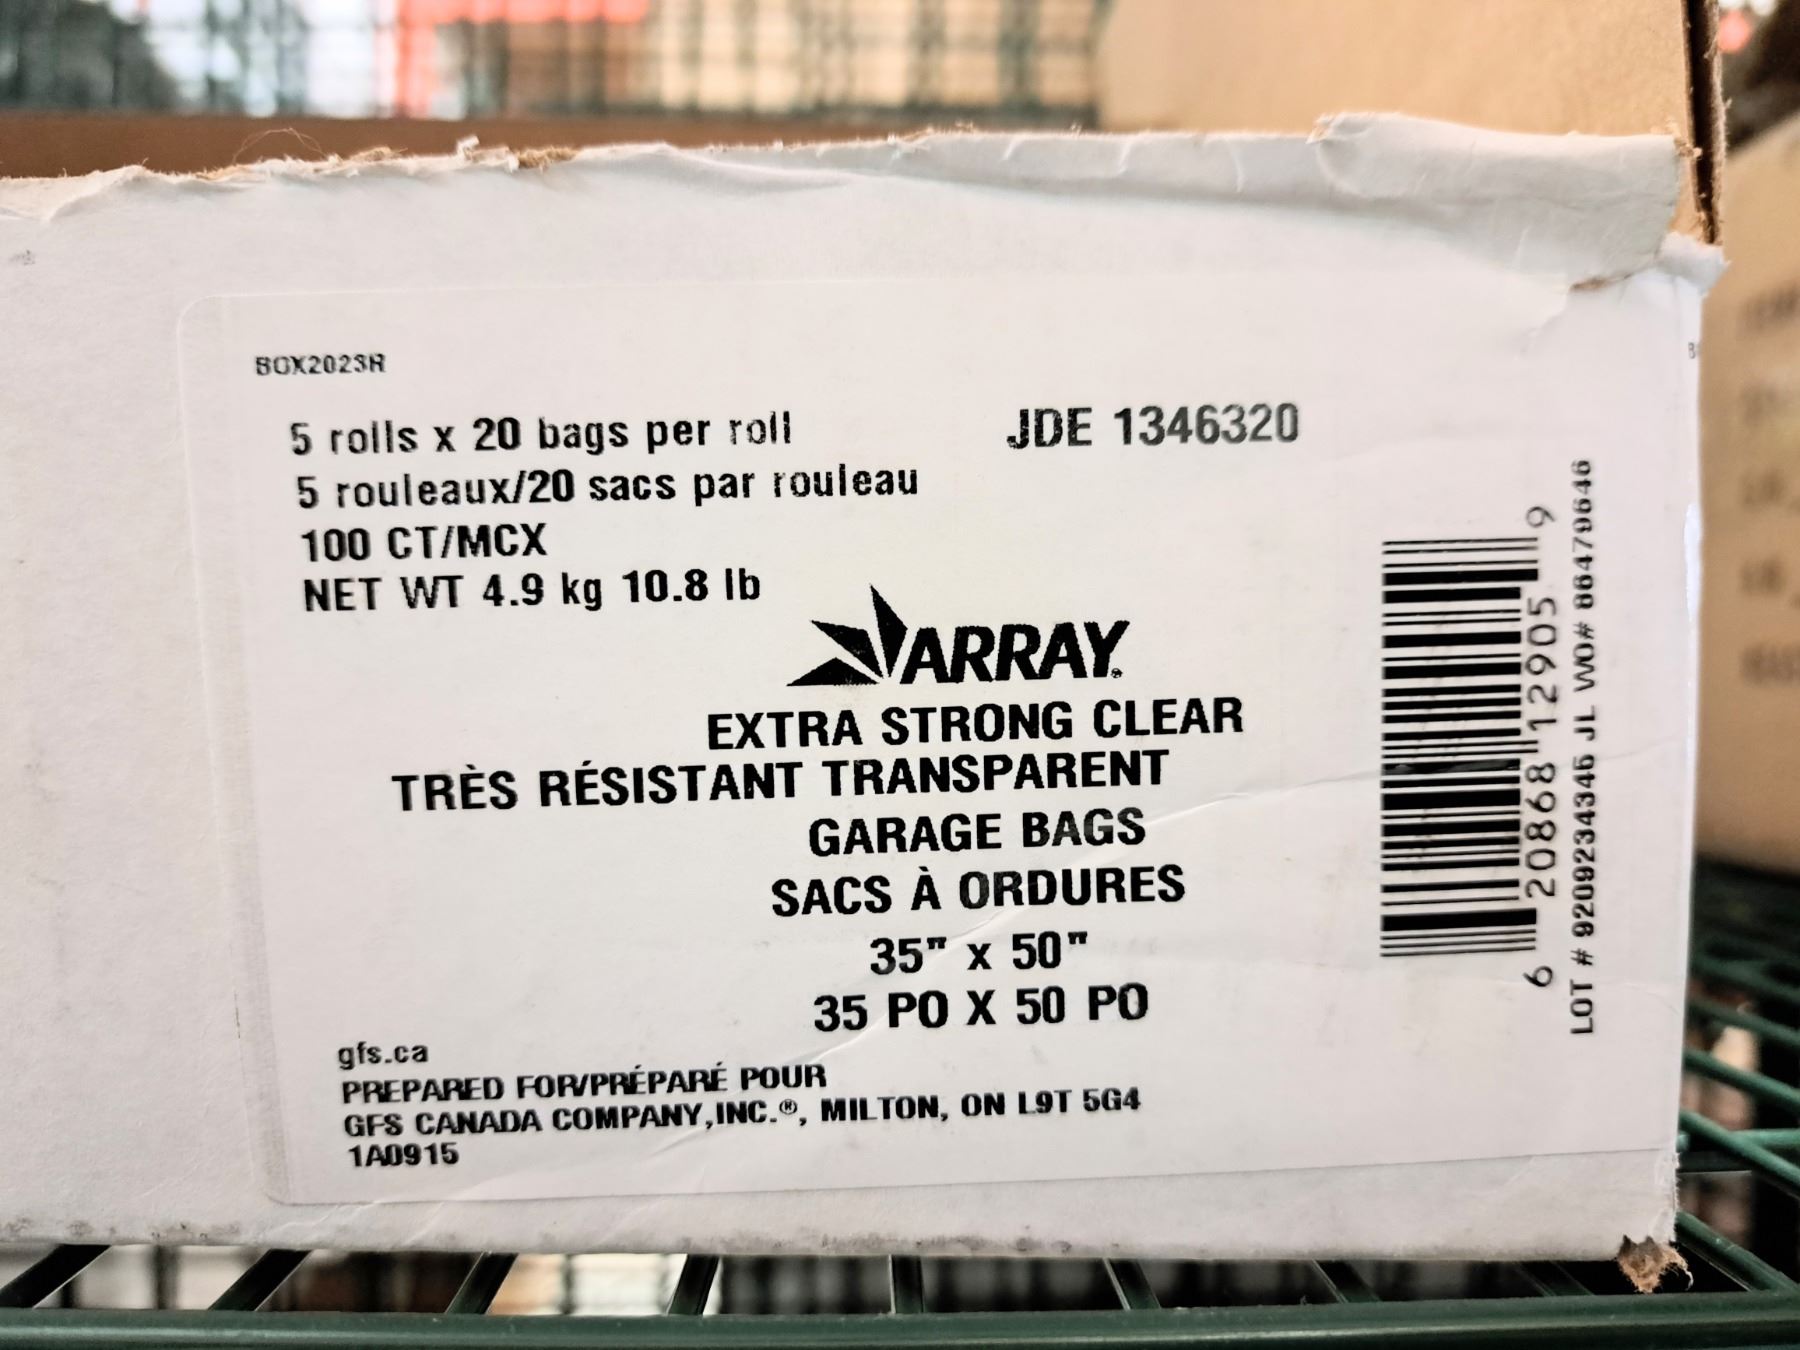 BOX2023R
5 rolls x 20 bags per roll
JDE 1346320
5 rouleaux/20 sacs par rouleau
100 CT/MCX
NET WT 4.9 kg 10.8 lb
ARRAY®
EXTRA STRONG CLEAR
TRÈS RÉSISTANT TRANSPARENT
GARAGE BAGS
SACS À ORDURES
35" x 50"
35 PO X 50 PO
gfs.ca
PREPARED FOR/PRÉPARÉ POUR
GFS CANADA COMPANY,INC.®, MILTON, ON L9T 5G4
1A0915
6 20868 12905 9
LOT # 9209234346 JL WO# 86479646